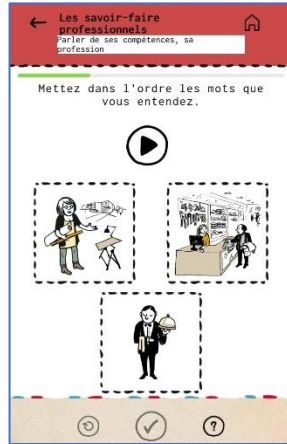 Les savoir-faire
professionnels
Parler de ses compétences, sa
profession
Mettez dans l'ordre les mots que
vous entendez.
?